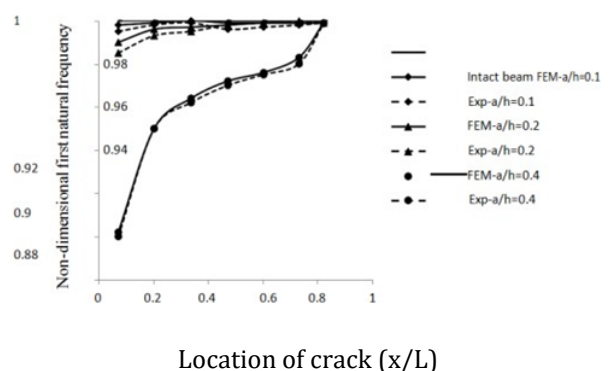 1
0.98
0.96
0.94
0.92
0.9
0.88
Non-dimensional first natural frequency
0
0.2
0.4
0.6
0.8
1
Location of crack (x/L)
Intact beam FEM-a/h=0.1
Exp-a/h=0.1
FEM-a/h=0.2
Exp-a/h=0.2
FEM-a/h=0.4
Exp-a/h=0.4